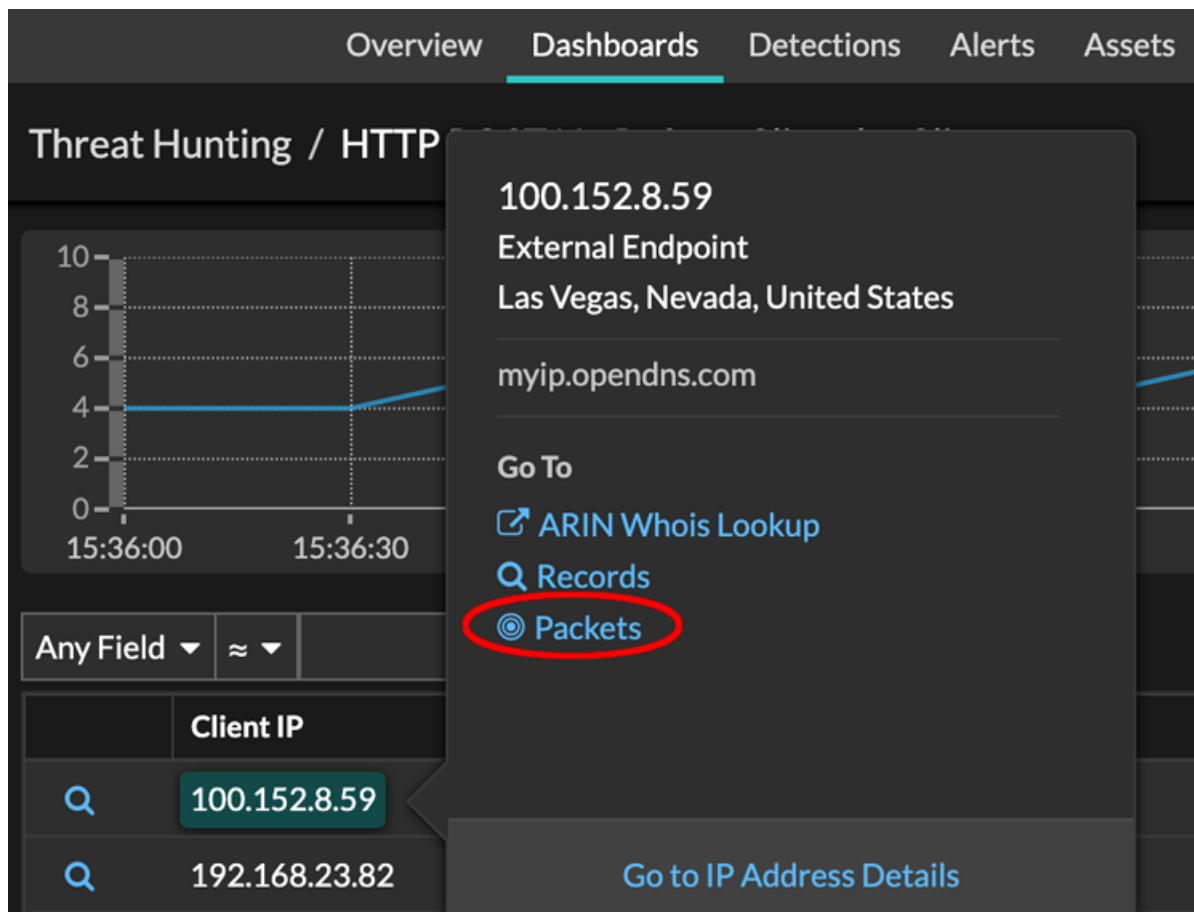 Overview Dashboards Detections Alerts Assets
Threat Hunting / HTTP
100.152.8.59
External Endpoint
Las Vegas, Nevada, United States
myip.opendns.com
Go To
ARIN Whois Lookup
Records
Packets
Go to IP Address Details
10
8
6
4
2
0
15:36:00 15:36:30
Any Field ≈
Client IP
100.152.8.59
192.168.23.82